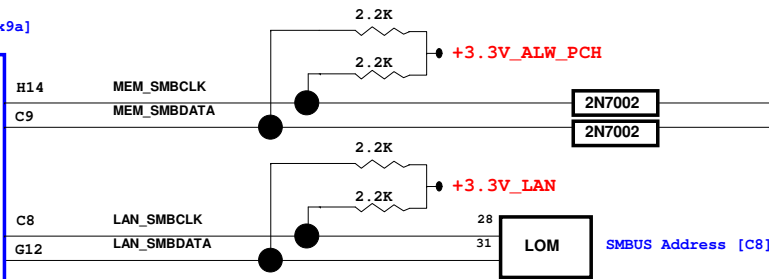 k9a]
2.2K
+3.3V_ALW_PCH
2.2K
H14 MEM_SMBCLK 2N7002
C9 MEM_SMBDATA 2N7002
2.2K
+3.3V_LAN
2.2K
C8 LAN_SMBCLK 28
G12 LAN_SMBDATA 31 LOM SMBUS Address [C8]